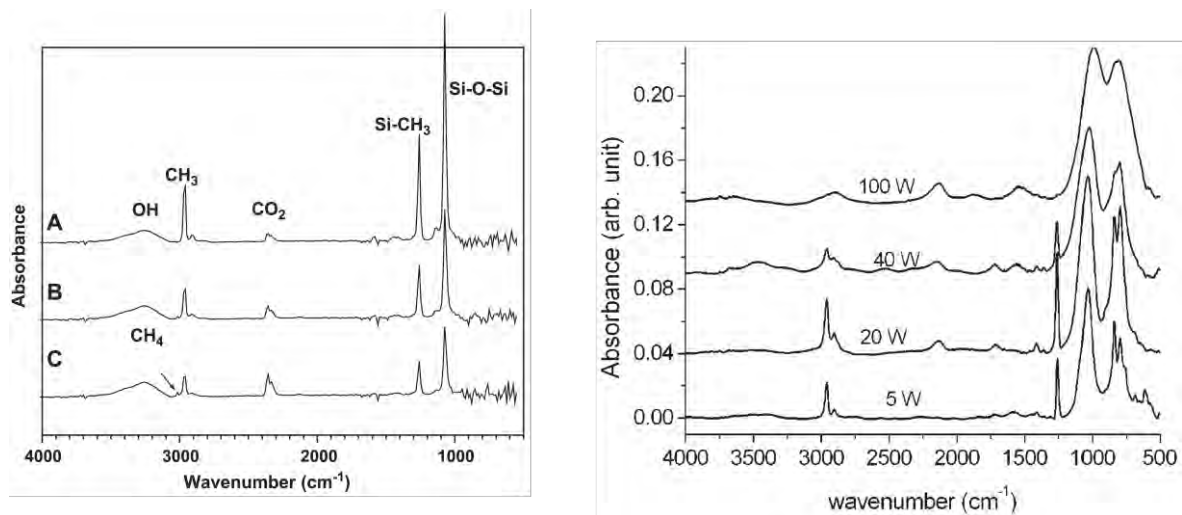 Si-O-Si
Si-CH3
CH3
OH
CO2
A
B
CH4
C
Absorbance
4000 3000 2000 1000
Wavenumber (cm-1)
0.20
0.16
0.12
0.08
0.04
0.00
Absorbance (arb. unit)
100 W
40 W
20 W
5 W
4000 3500 3000 2500 2000 1500 1000 500
wavenumber (cm-1)